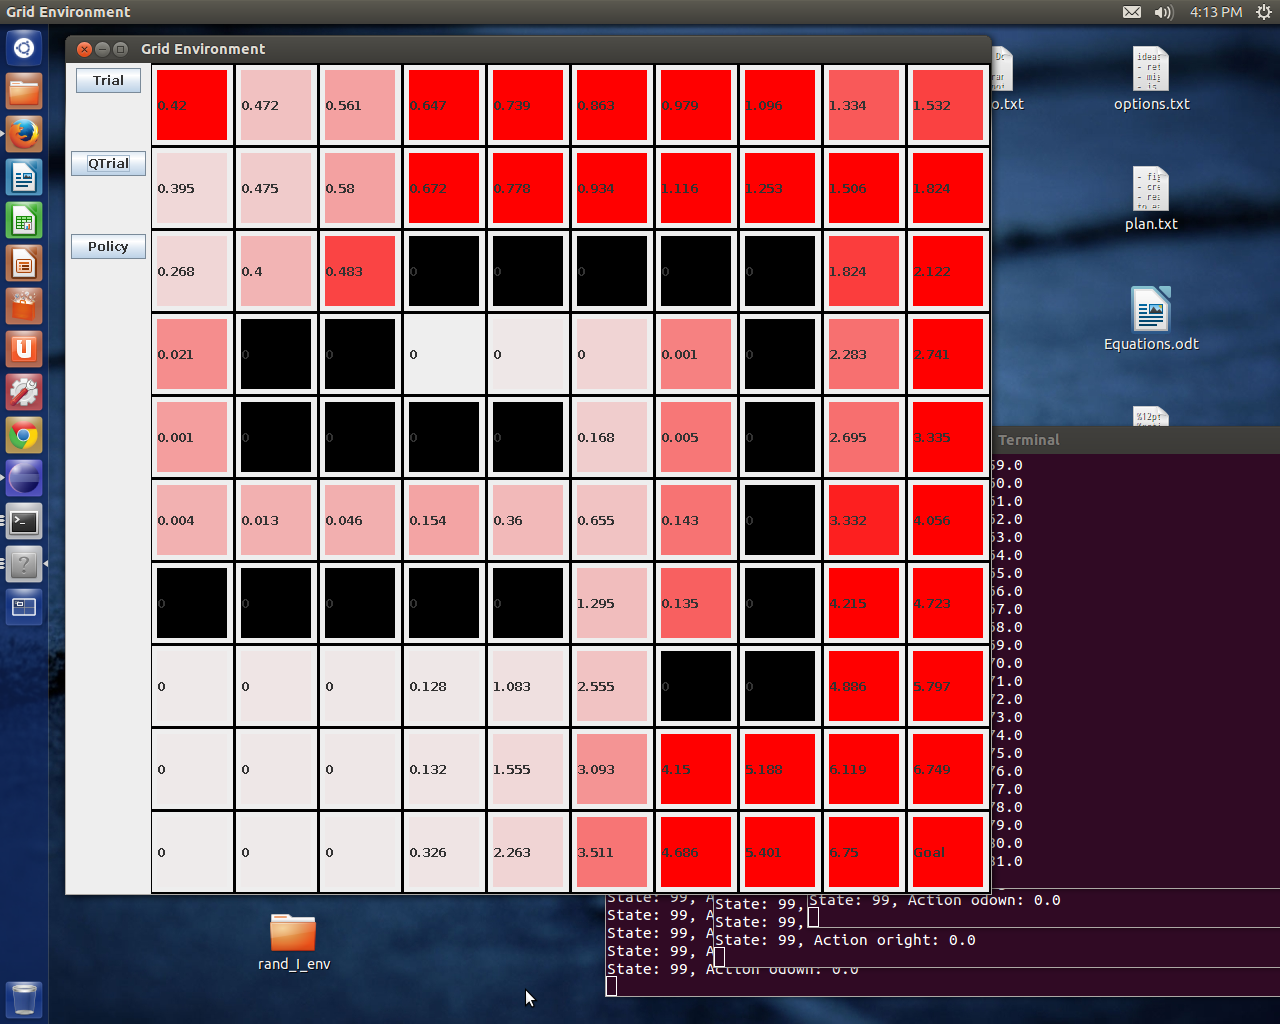 Grid Environment
4:13 PM
Grid Environment
Trial
QTrial
Policy
0.42 0.472 0.561 0.647 0.739 0.863 0.979 1.096 1.334 1.532
0.395 0.475 0.58 0.672 0.778 0.934 1.116 1.253 1.506 1.824
0.268 0.4 0.483 0 0 0 0 0 1.824 2.122
0.021 0 0 0 0 0 0.001 0 2.283 2.741
0.001 0 0 0 0 0.168 0.005 0 2.695 3.335
0.004 0.013 0.046 0.154 0.36 0.655 0.143 0 3.332 4.056
0 0 0 0 0 1.295 0.135 0 4.215 4.723
0 0 0 0.128 1.083 2.555 0 0 4.886 5.797
0 0 0 0.132 1.555 3.093 4.15 5.188 6.119 6.749
0 0 0 0.326 2.263 3.511 4.686 5.401 6.75 Goal
o.txt
options.txt
plan.txt
Equations.odt
Terminal
59.0
60.0
61.0
62.0
63.0
64.0
65.0
66.0
67.0
68.0
69.0
70.0
71.0
72.0
73.0
74.0
75.0
76.0
77.0
78.0
79.0
80.0
81.0
State: 99, A
State: 99, A
State: 99, A
State: 99, A
State: 99, Action odown: 0.0
State: 99,
State: 99,
State: 99, Action oright: 0.0
State: 99, Action odown: 0.0
rand_I_env